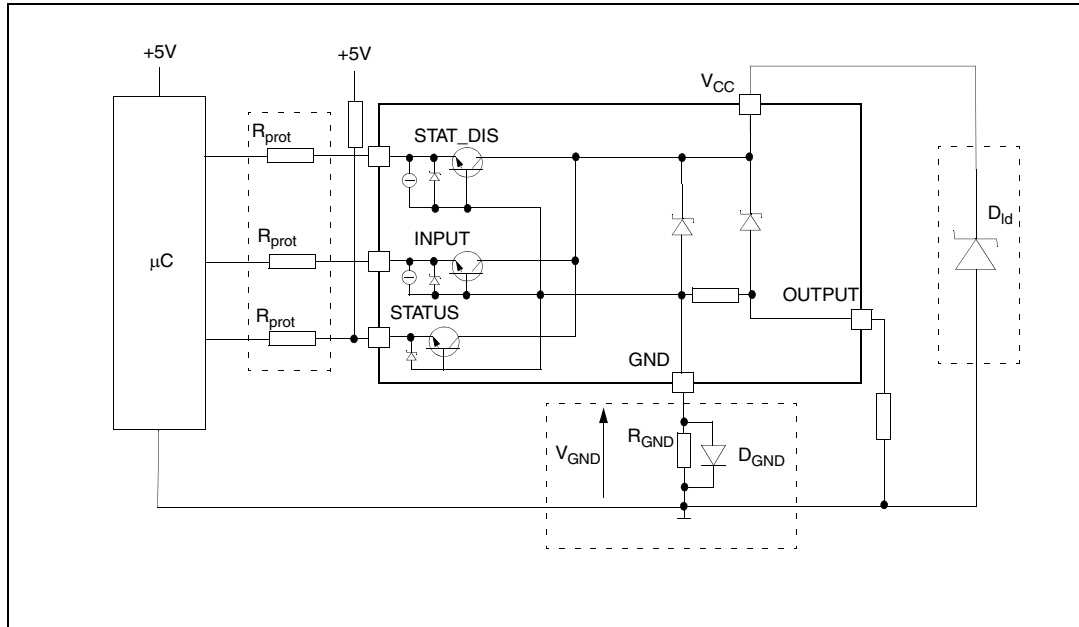 +5V
+5V
V_CC
R_prot
STAT_DIS
D_ld
R_prot
INPUT
μC
R_prot
STATUS
OUTPUT
GND
R_GND
V_GND
D_GND